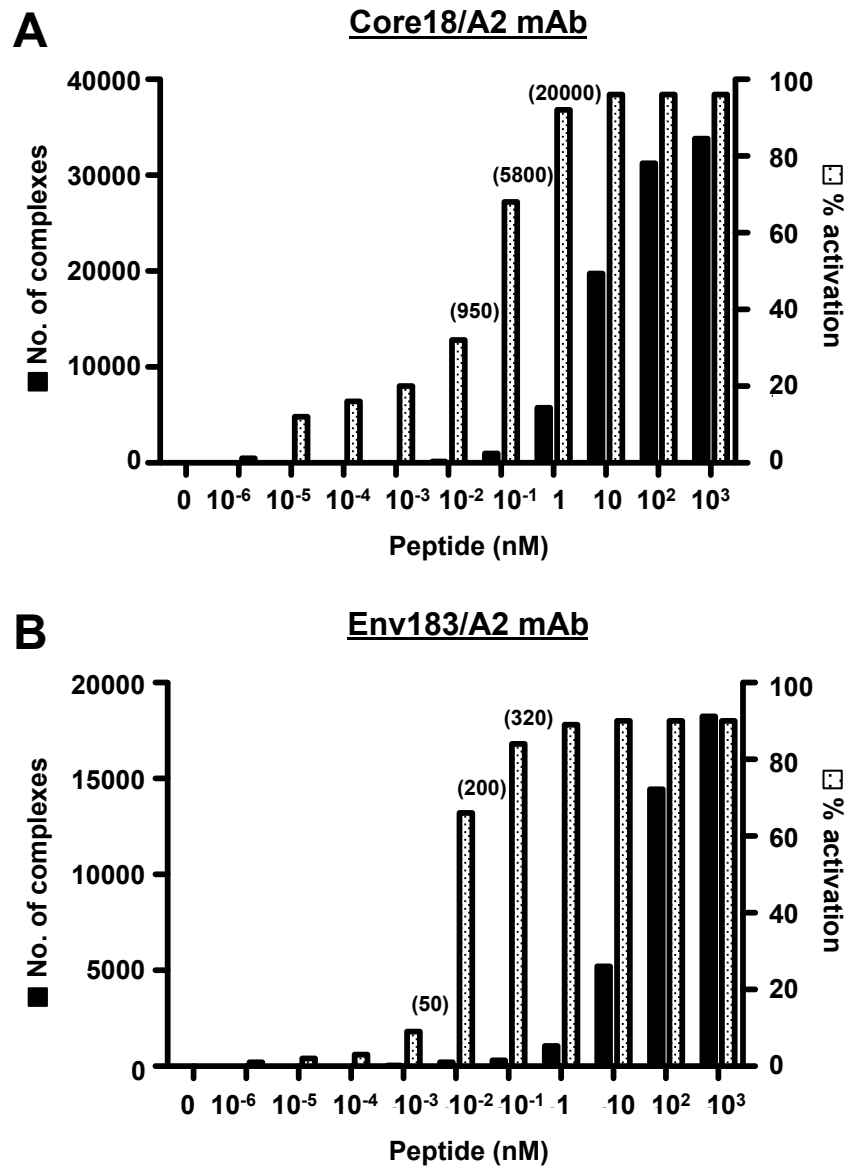 A
Core18/A2 mAb
40000
30000
20000
10000
0
■ No. of complexes
(950)
(5800)
(20000)
100
80
60
40
20
0
% activation
0 10-6 10-5 10-4 10-3 10-2 10-1 1 10 102 103
Peptide (nM)
B
Env183/A2 mAb
20000
15000
10000
5000
0
■ No. of complexes
(50)
(200)
(320)
100
80
60
40
20
0
% activation
0 10-6 10-5 10-4 10-3 10-2 10-1 1 10 102 103
Peptide (nM)